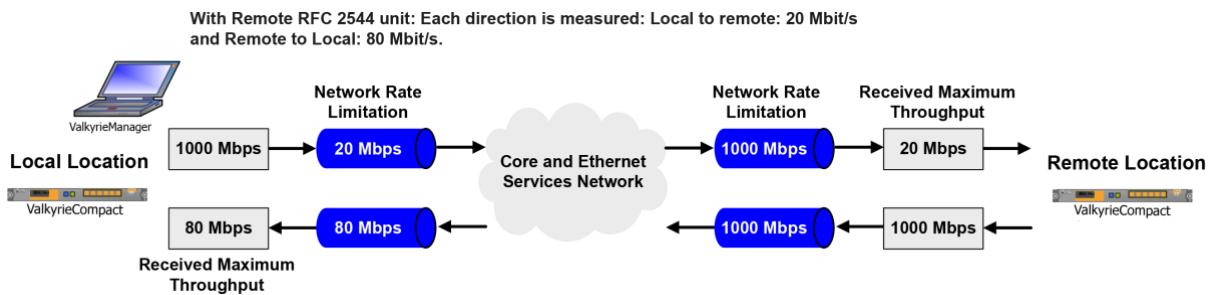 With Remote RFC 2544 unit: Each direction is measured: Local to remote: 20 Mbit/s
and Remote to Local: 80 Mbit/s.
ValkyrieManager
Network Rate
Limitation
Network Rate
Limitation
Received Maximum
Throughput
1000 Mbps
20 Mbps
Core and Ethernet
Services Network
1000 Mbps
20 Mbps
Local Location
ValkyrieCompact
Remote Location
ValkyrieCompact
80 Mbps
80 Mbps
1000 Mbps
1000 Mbps
Received Maximum
Throughput